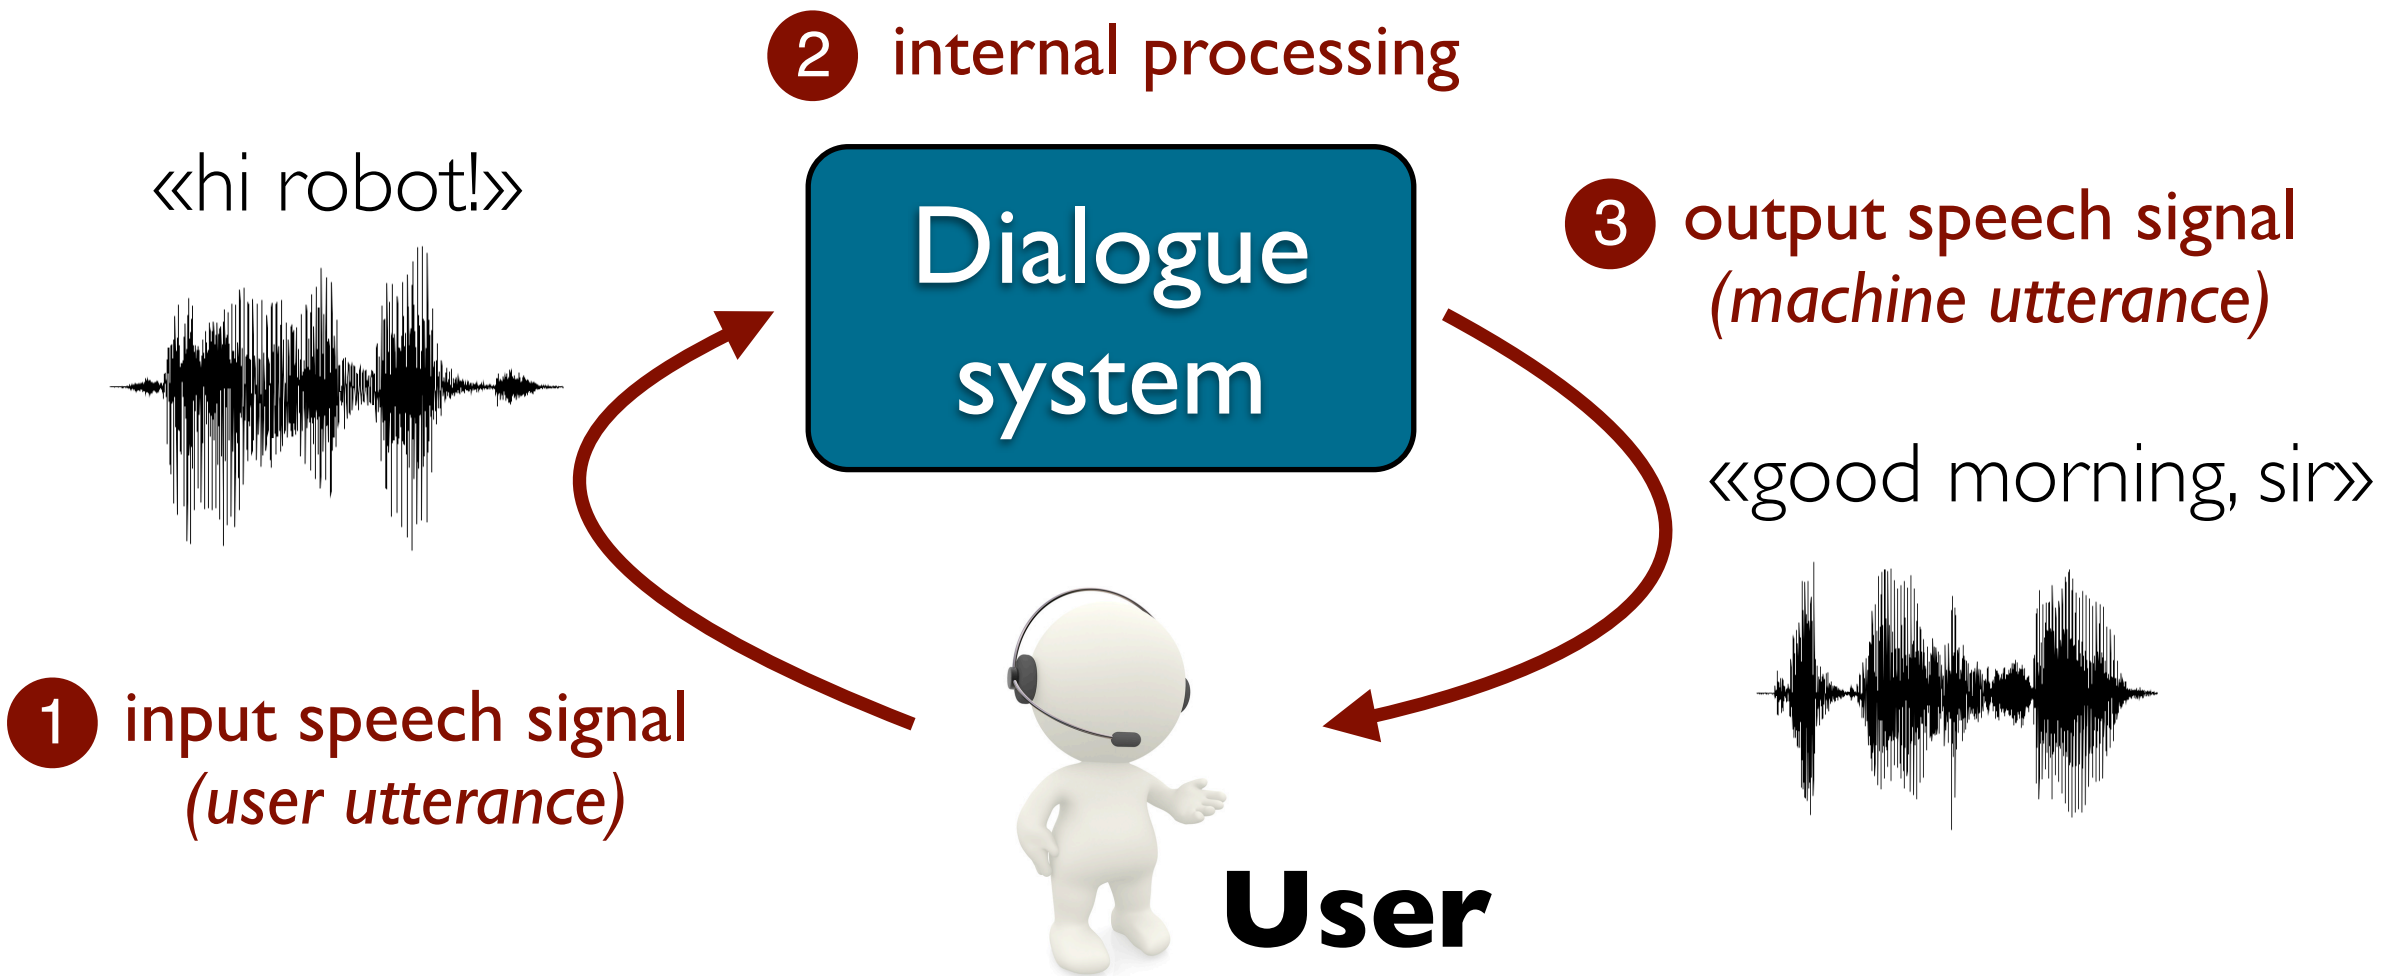 2 internal processing
«hi robot!»
Dialogue
system
3 output speech signal
(machine utterance)
«good morning, sir»
1 input speech signal
(user utterance)
User